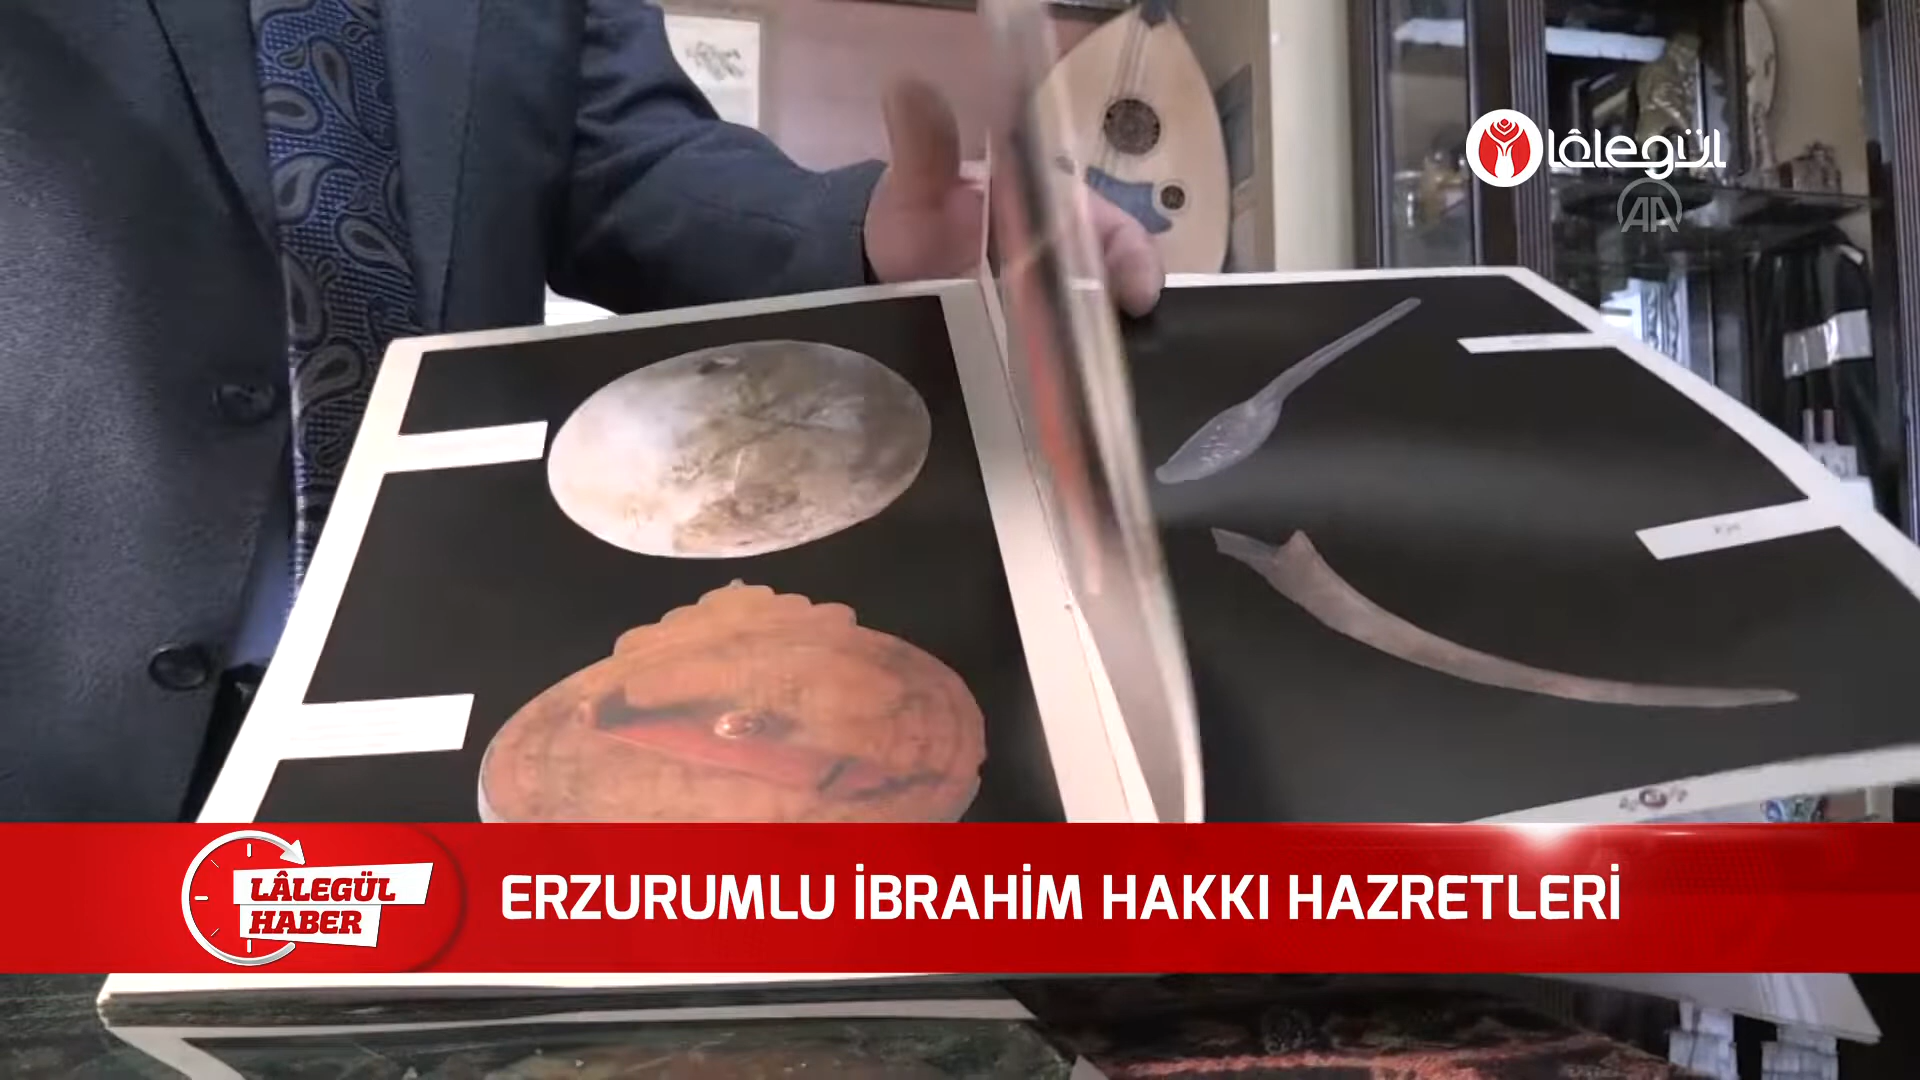 lâlegül
AA
LÂLEGÜL
HABER
ERZURUMLU İBRAHİM HAKKI HAZRETLERİ